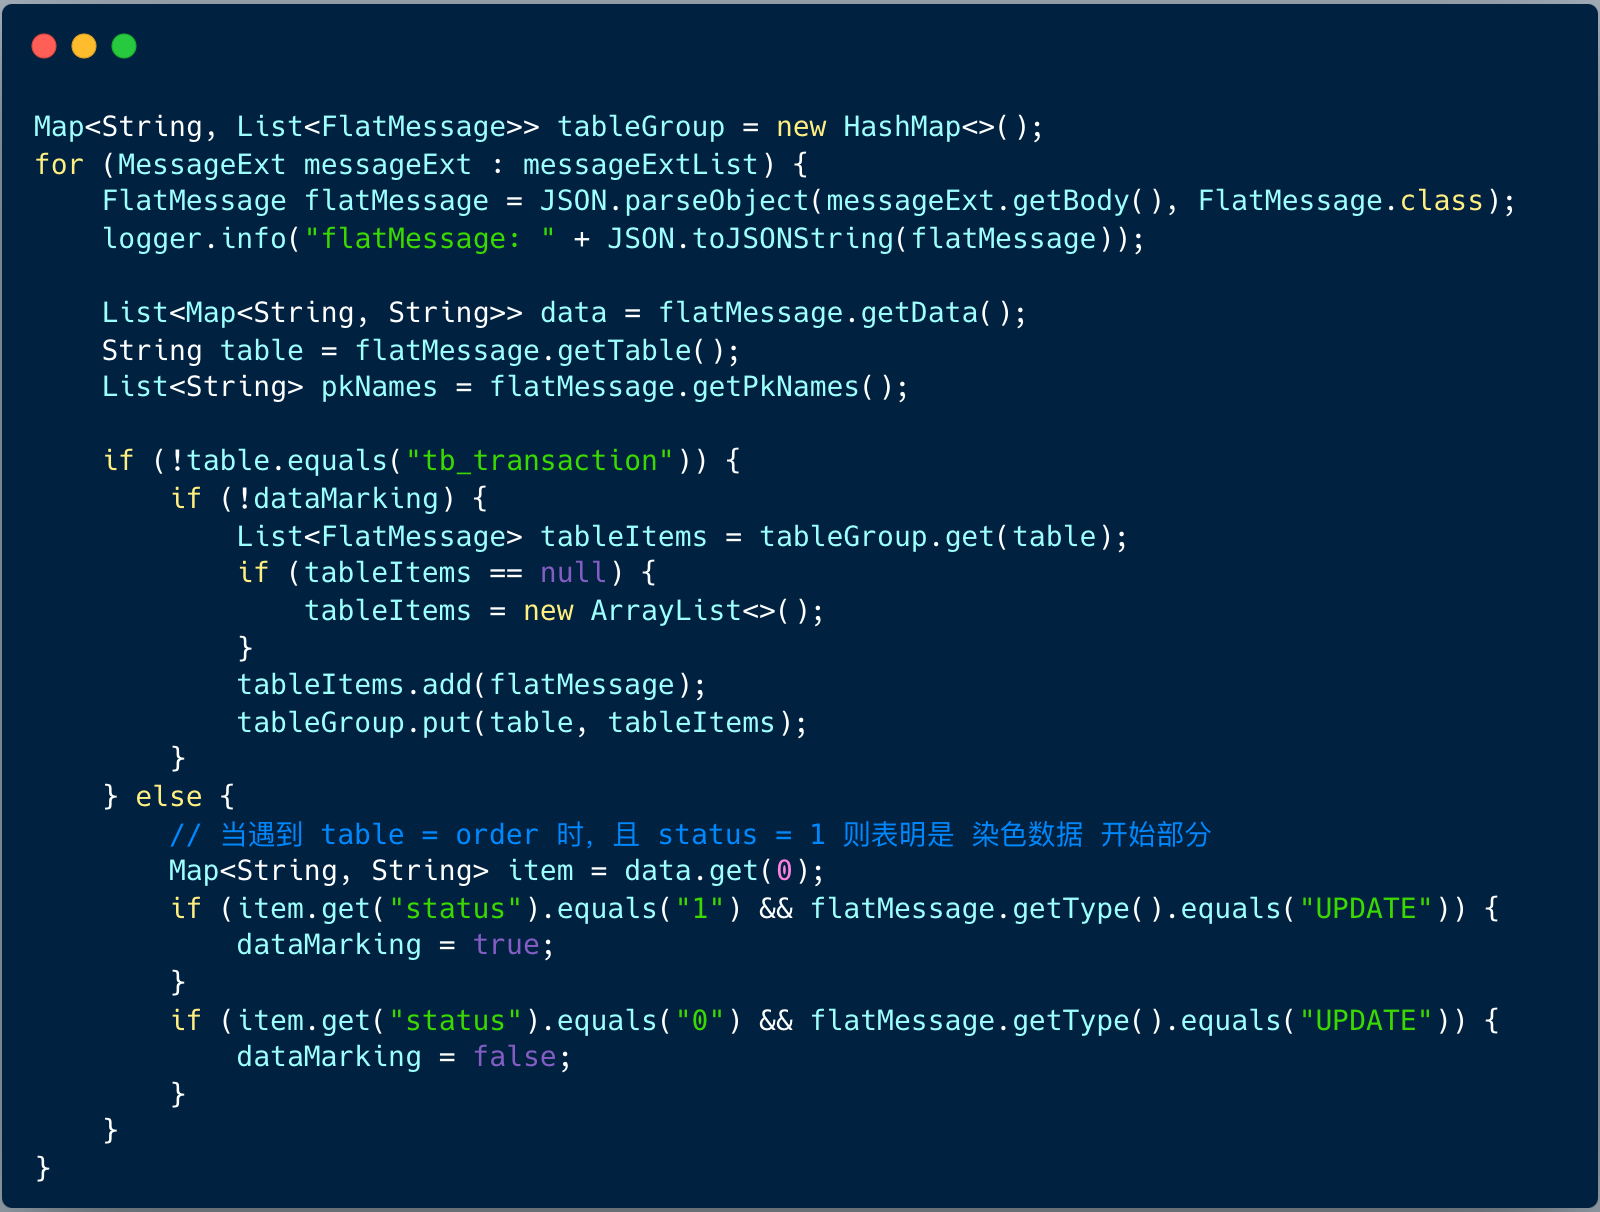 Map<String, List<FlatMessage>> tableGroup = new HashMap<>();
for (MessageExt messageExt : messageExtList) {
    FlatMessage flatMessage = JSON.parseObject(messageExt.getBody(), FlatMessage.class);
    logger.info("flatMessage: " + JSON.toJSONString(flatMessage));

    List<Map<String, String>> data = flatMessage.getData();
    String table = flatMessage.getTable();
    List<String> pkNames = flatMessage.getPkNames();

    if (!table.equals("tb_transaction")) {
        if (!dataMarking) {
            List<FlatMessage> tableItems = tableGroup.get(table);
            if (tableItems == null) {
                tableItems = new ArrayList<>();
            }
            tableItems.add(flatMessage);
            tableGroup.put(table, tableItems);
        }
    } else {
        // 当遇到 table = order 时，且 status = 1 则表明是 染色数据 开始部分
        Map<String, String> item = data.get(0);
        if (item.get("status").equals("1") && flatMessage.getType().equals("UPDATE")) {
            dataMarking = true;
        }
        if (item.get("status").equals("0") && flatMessage.getType().equals("UPDATE")) {
            dataMarking = false;
        }
    }
}